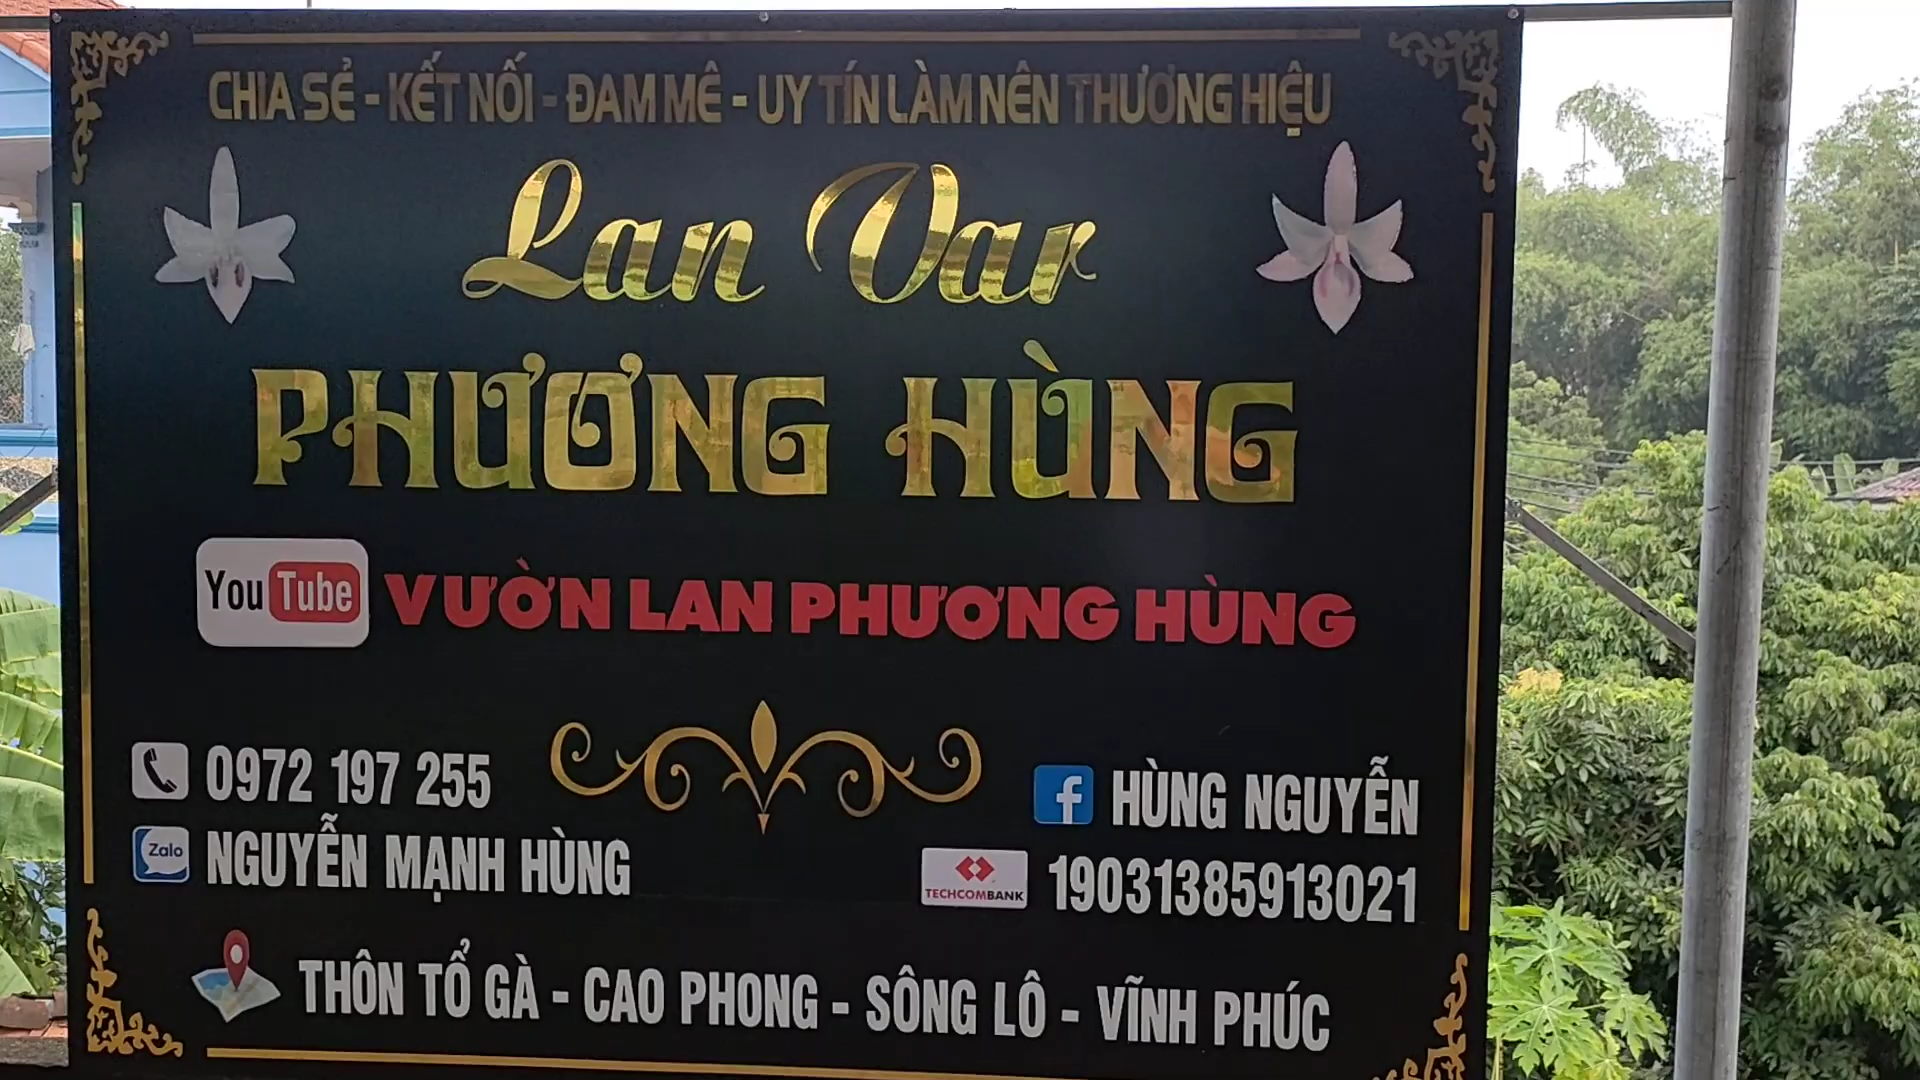 CHIA SẺ - KẾT NỐI - ĐAM MÊ - UY TÍN LÀM NÊN THƯƠNG HIỆU
Lan Var
PHƯƠNG HÙNG
YouTube VƯỜN LAN PHƯƠNG HÙNG
0972 197 255
HÙNG NGUYỄN
Zalo NGUYỄN MẠNH HÙNG
TECHCOMBANK 19031385913021
THÔN TỔ GÀ - CAO PHONG - SÔNG LÔ - VĨNH PHÚC